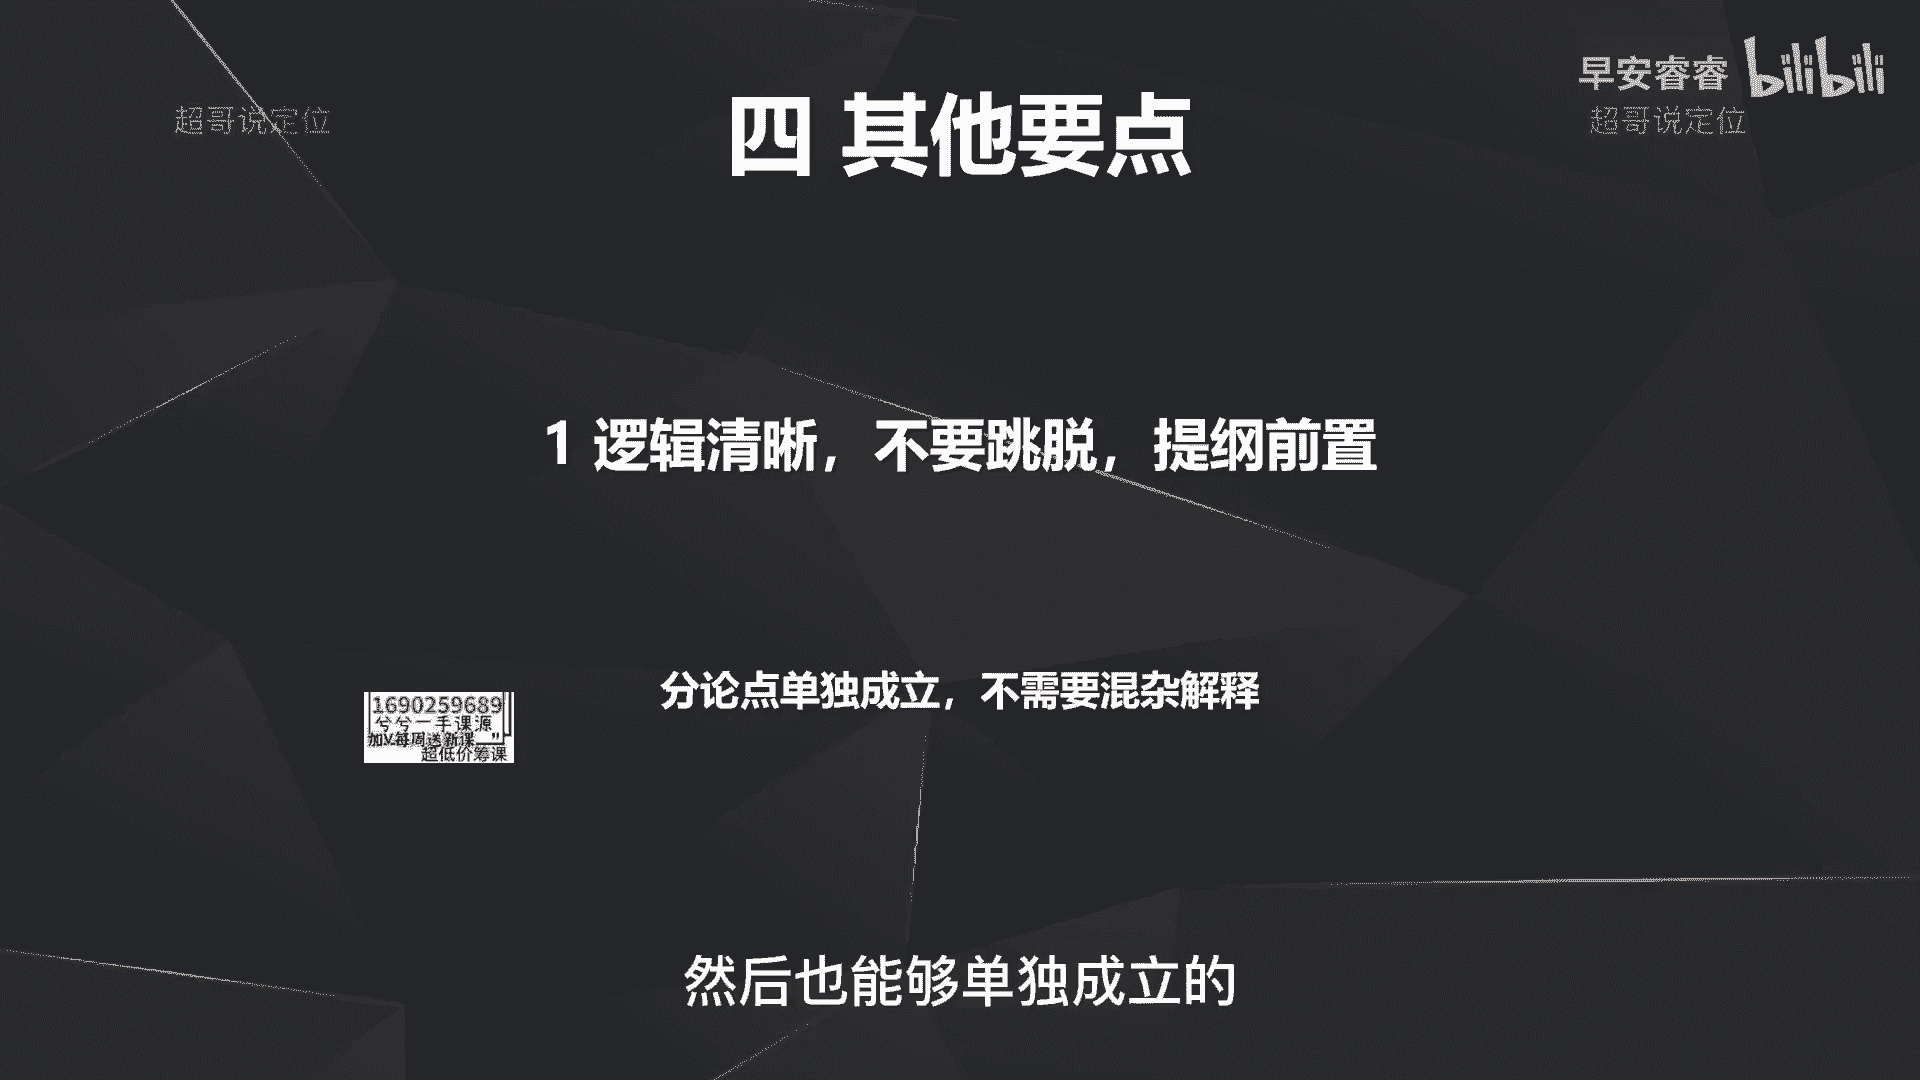 早安睿睿 bilibili
超哥说定位
超哥说定位
四 其他要点
1 逻辑清晰，不要跳脱，提纲前置
分论点单独成立，不需要混杂解释
1690259689
兮兮一手课源
加V每周送新课
超低价筹课
然后也能够单独成立的